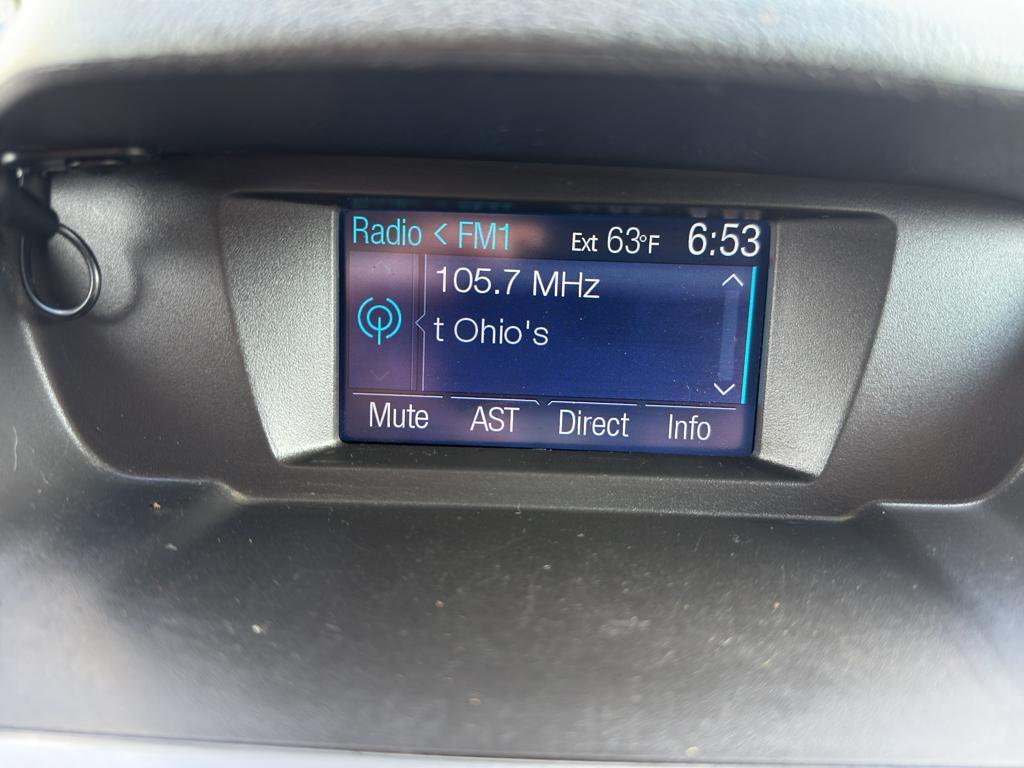 Radio < FM1 Ext 63°F 6:53
105.7 MHz
t Ohio's
Mute AST Direct Info